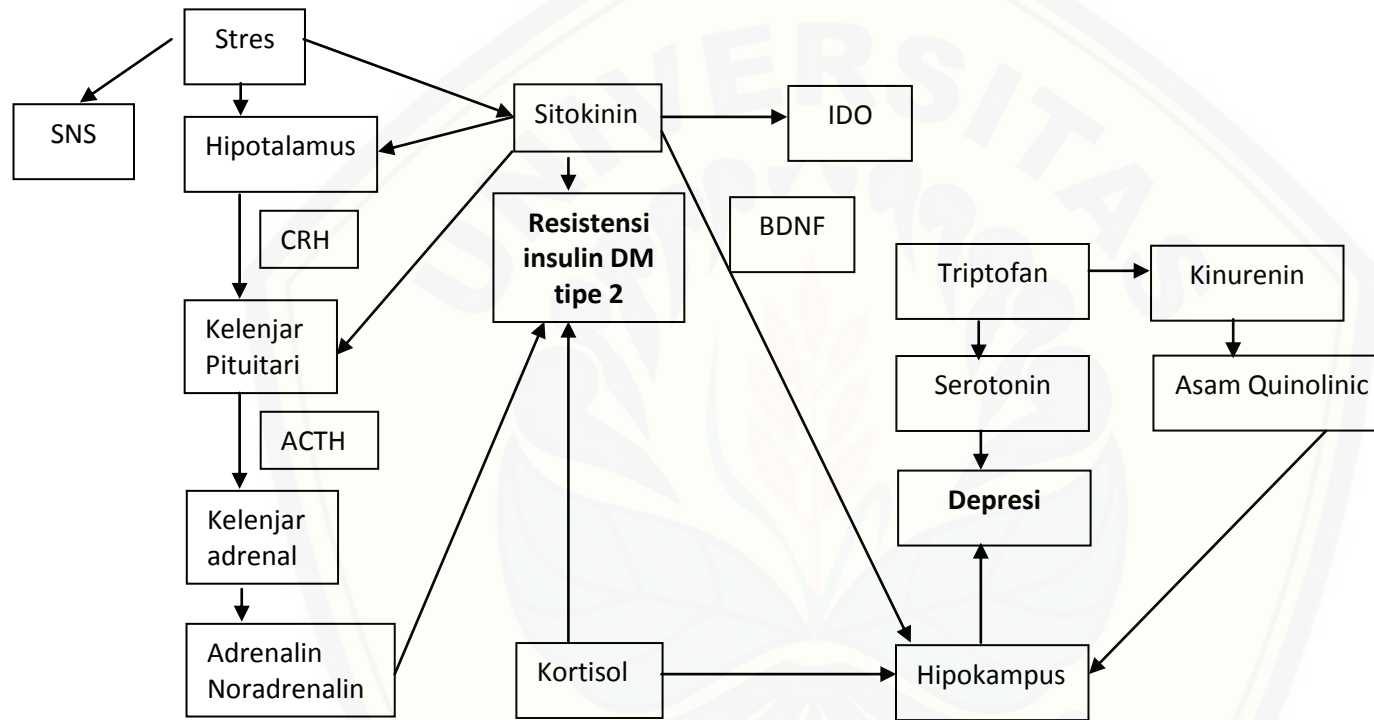 Stres
SNS
Hipotalamus
Sitokinin
IDO
CRH
Resistensi
insulin DM
tipe 2
BDNF
Triptofan
Kinurenin
Kelenjar
Pituitari
Serotonin
Asam Quinolinic
ACTH
Depresi
Kelenjar
adrenal
Adrenalin
Noradrenalin
Kortisol
Hipokampus
UNIVERSITAS